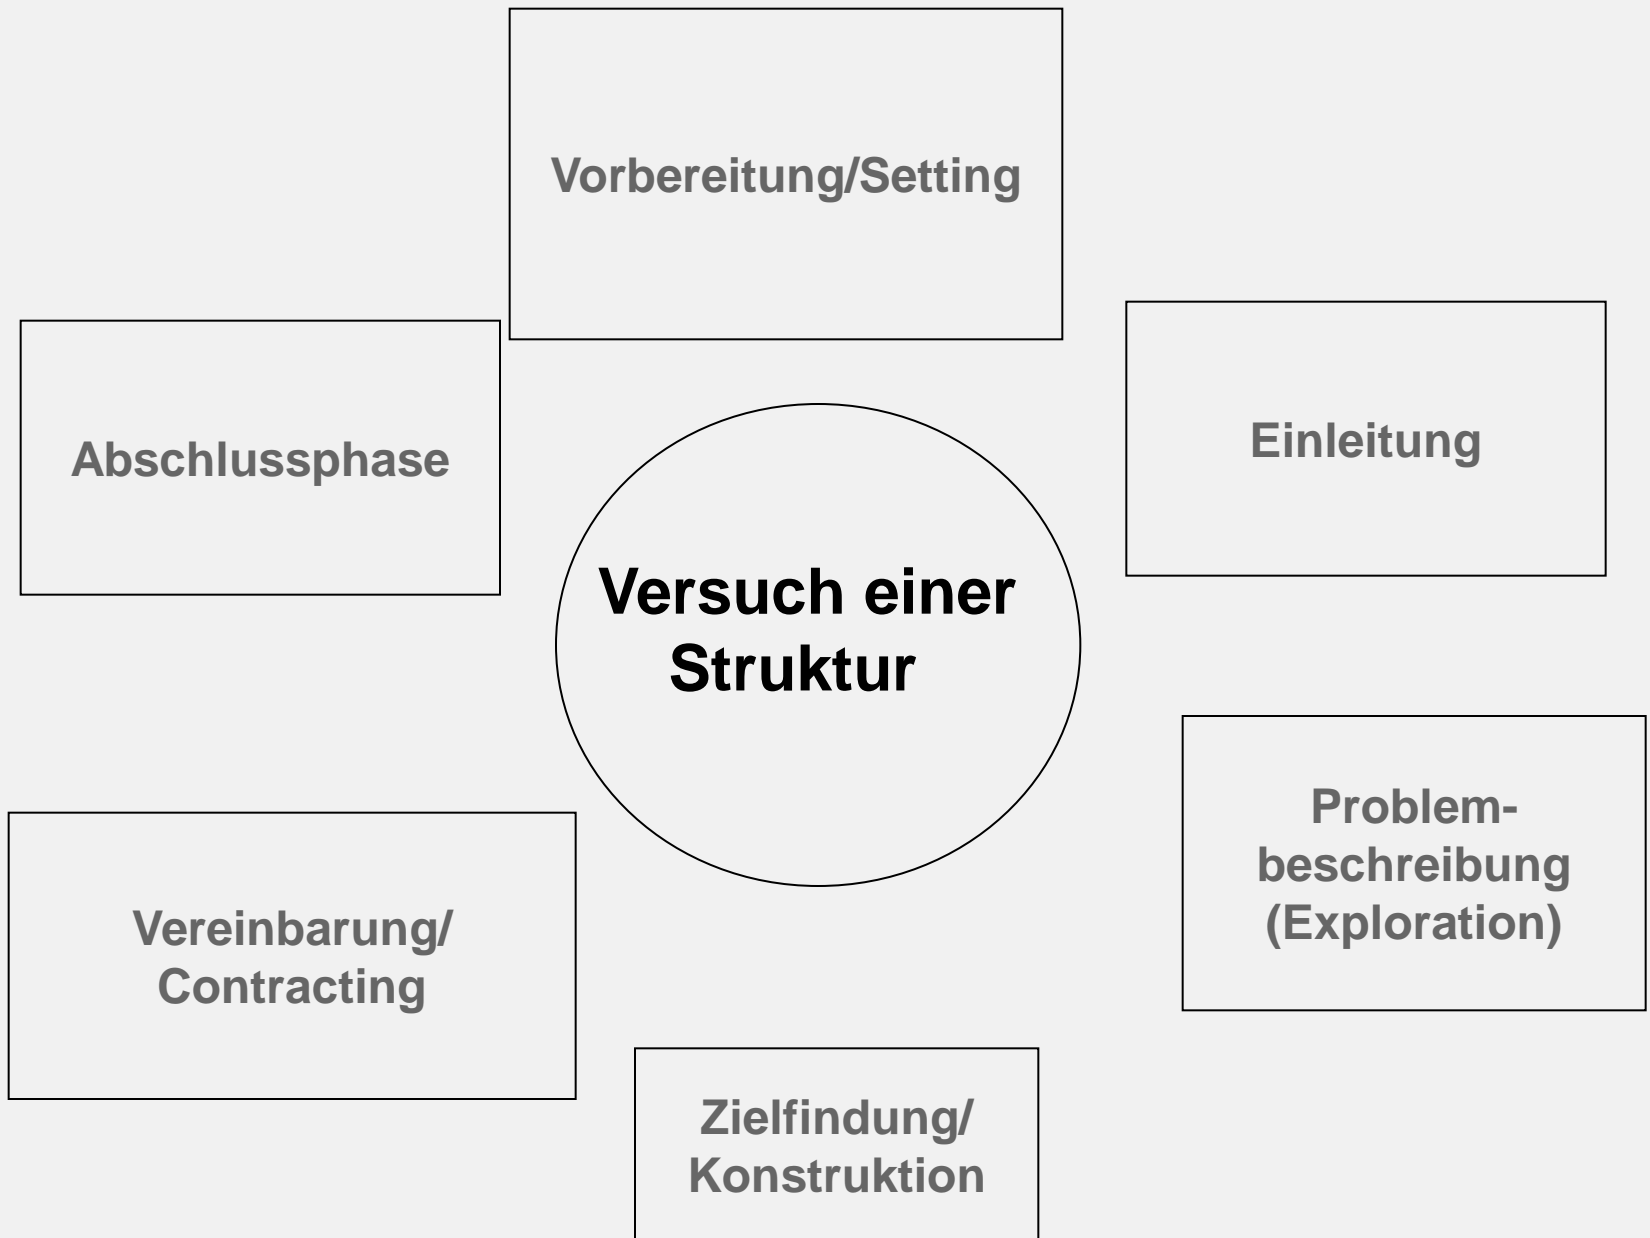 Vorbereitung/Setting
Einleitung
Abschlussphase
Versuch einer
Struktur
Problem-
beschreibung
(Exploration)
Vereinbarung/
Contracting
Zielfindung/
Konstruktion